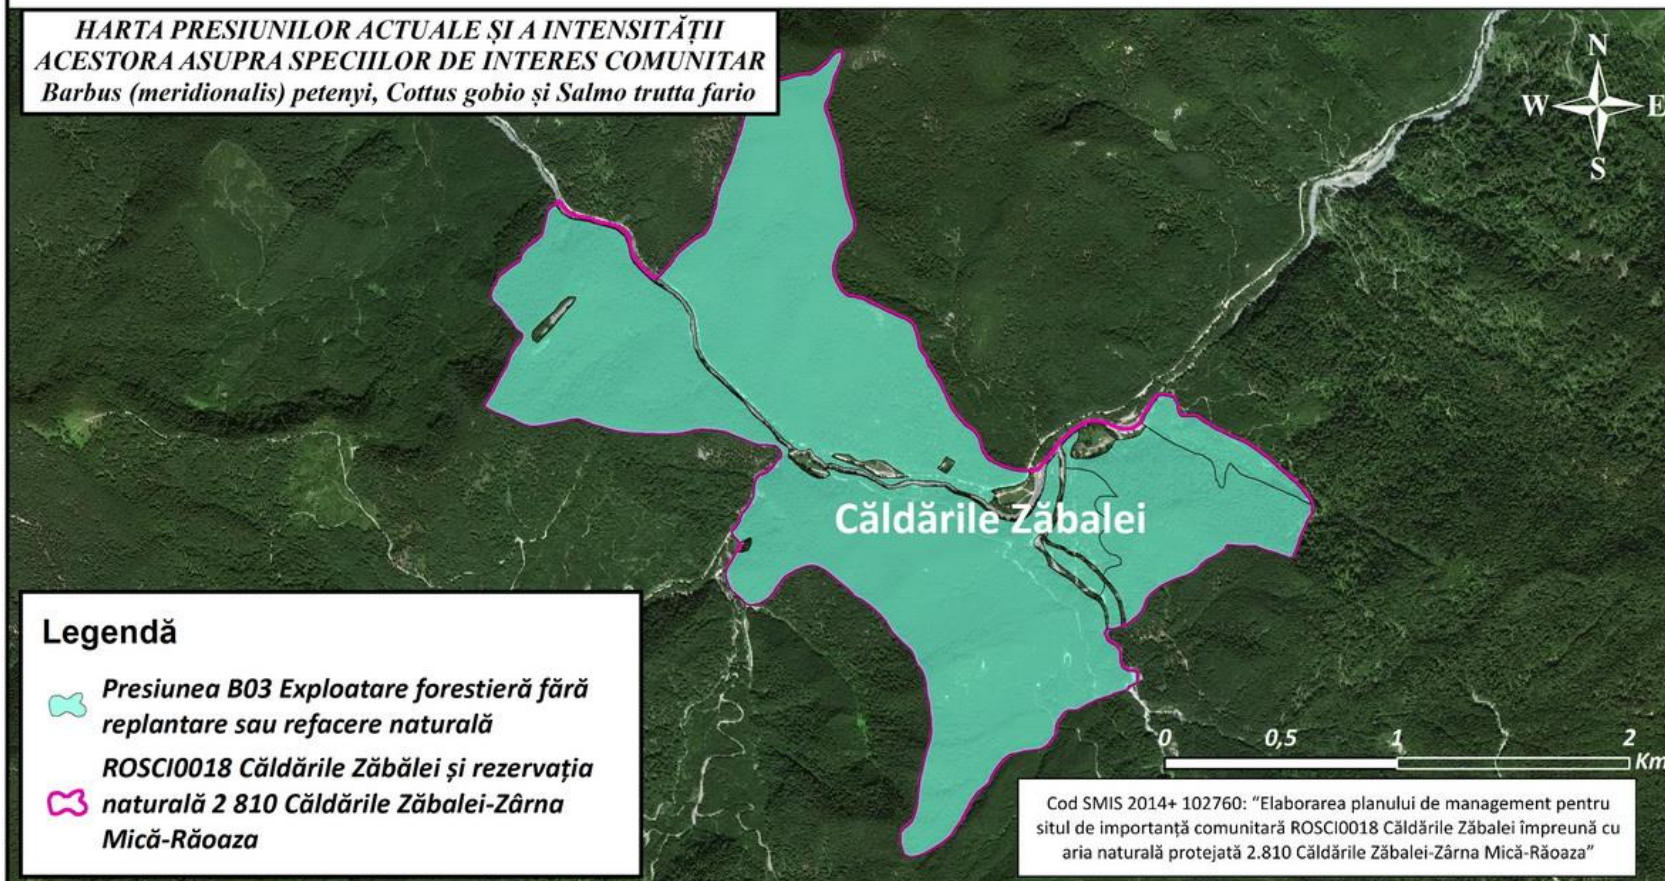 HARTA PRESIUNILOR ACTUALE ȘI A INTENSITĂȚII
ACESTORA ASUPRA SPECIILOR DE INTERES COMUNITAR
Barbus (meridionalis) petenyi, Cottus gobio și Salmo trutta fario
N
W E
S
Căldările Zăbalei
Legendă
Presiunea B03 Exploatare forestieră fără
replantare sau refacere naturală
ROSCI0018 Căldările Zăbălei și rezervația
naturală 2 810 Căldările Zăbalei-Zârna
Mică-Răoaza
0 0,5 1 2
Km
Cod SMIS 2014+ 102760: “Elaborarea planului de management pentru
situl de importanță comunitară ROSCI0018 Căldările Zăbalei împreună cu
aria naturală protejată 2.810 Căldările Zăbalei-Zârna Mică-Răoaza”